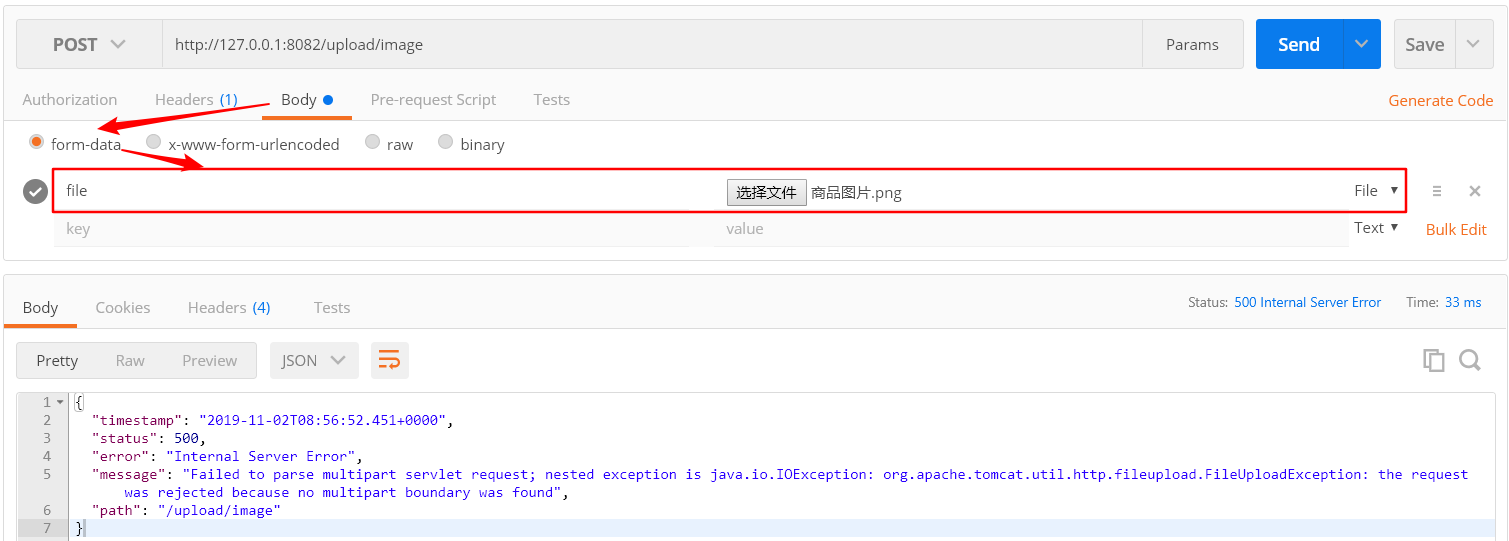 POST http://127.0.0.1:8082/upload/image Params Send Save
Authorization Headers (1) Body Pre-request Script Tests Generate Code
form-data x-www-form-urlencoded raw binary
file 选择文件 商品图片.png File
key value Text Bulk Edit
Body Cookies Headers (4) Tests Status: 500 Internal Server Error Time: 33 ms
Pretty Raw Preview JSON
1 {
2 "timestamp": "2019-11-02T08:56:52.451+0000",
3 "status": 500,
4 "error": "Internal Server Error",
5 "message": "Failed to parse multipart servlet request; nested exception is java.io.IOException: org.apache.tomcat.util.http.fileupload.FileUploadException: the request
was rejected because no multipart boundary was found",
6 "path": "/upload/image"
7 }